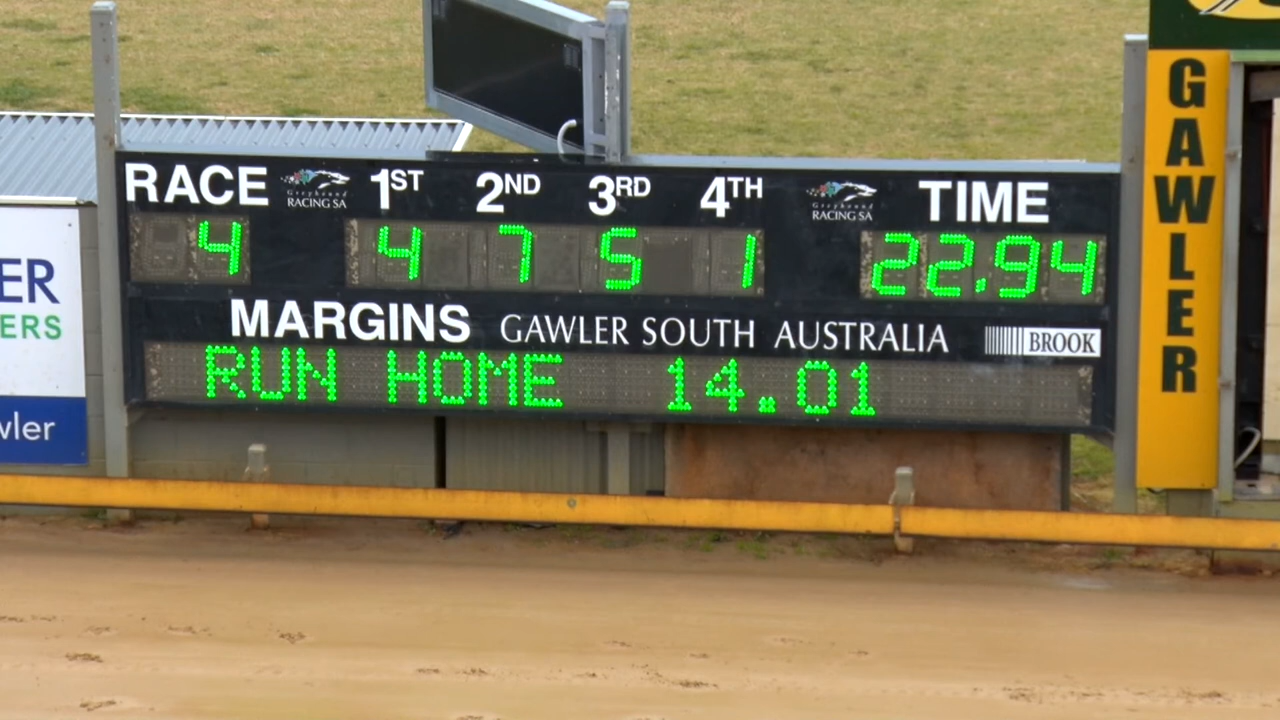 RACE Greyhound RACING SA 1ST 2ND 3RD 4TH Greyhound RACING SA TIME
4 4 7 5 1 22.94
MARGINS GAWLER SOUTH AUSTRALIA BROOK
RUN HOME 14.01
GAWLER
ER
ERS
wler